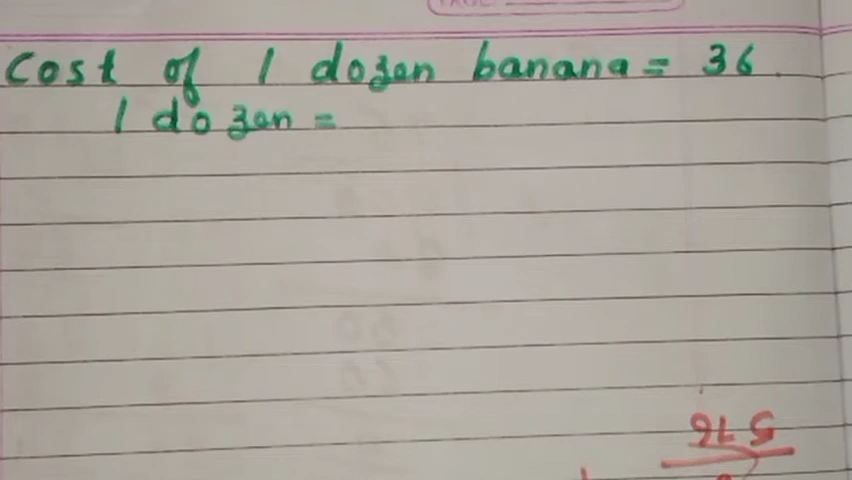 Cost of 1 dozen banana = 36.
1 dozen =
576